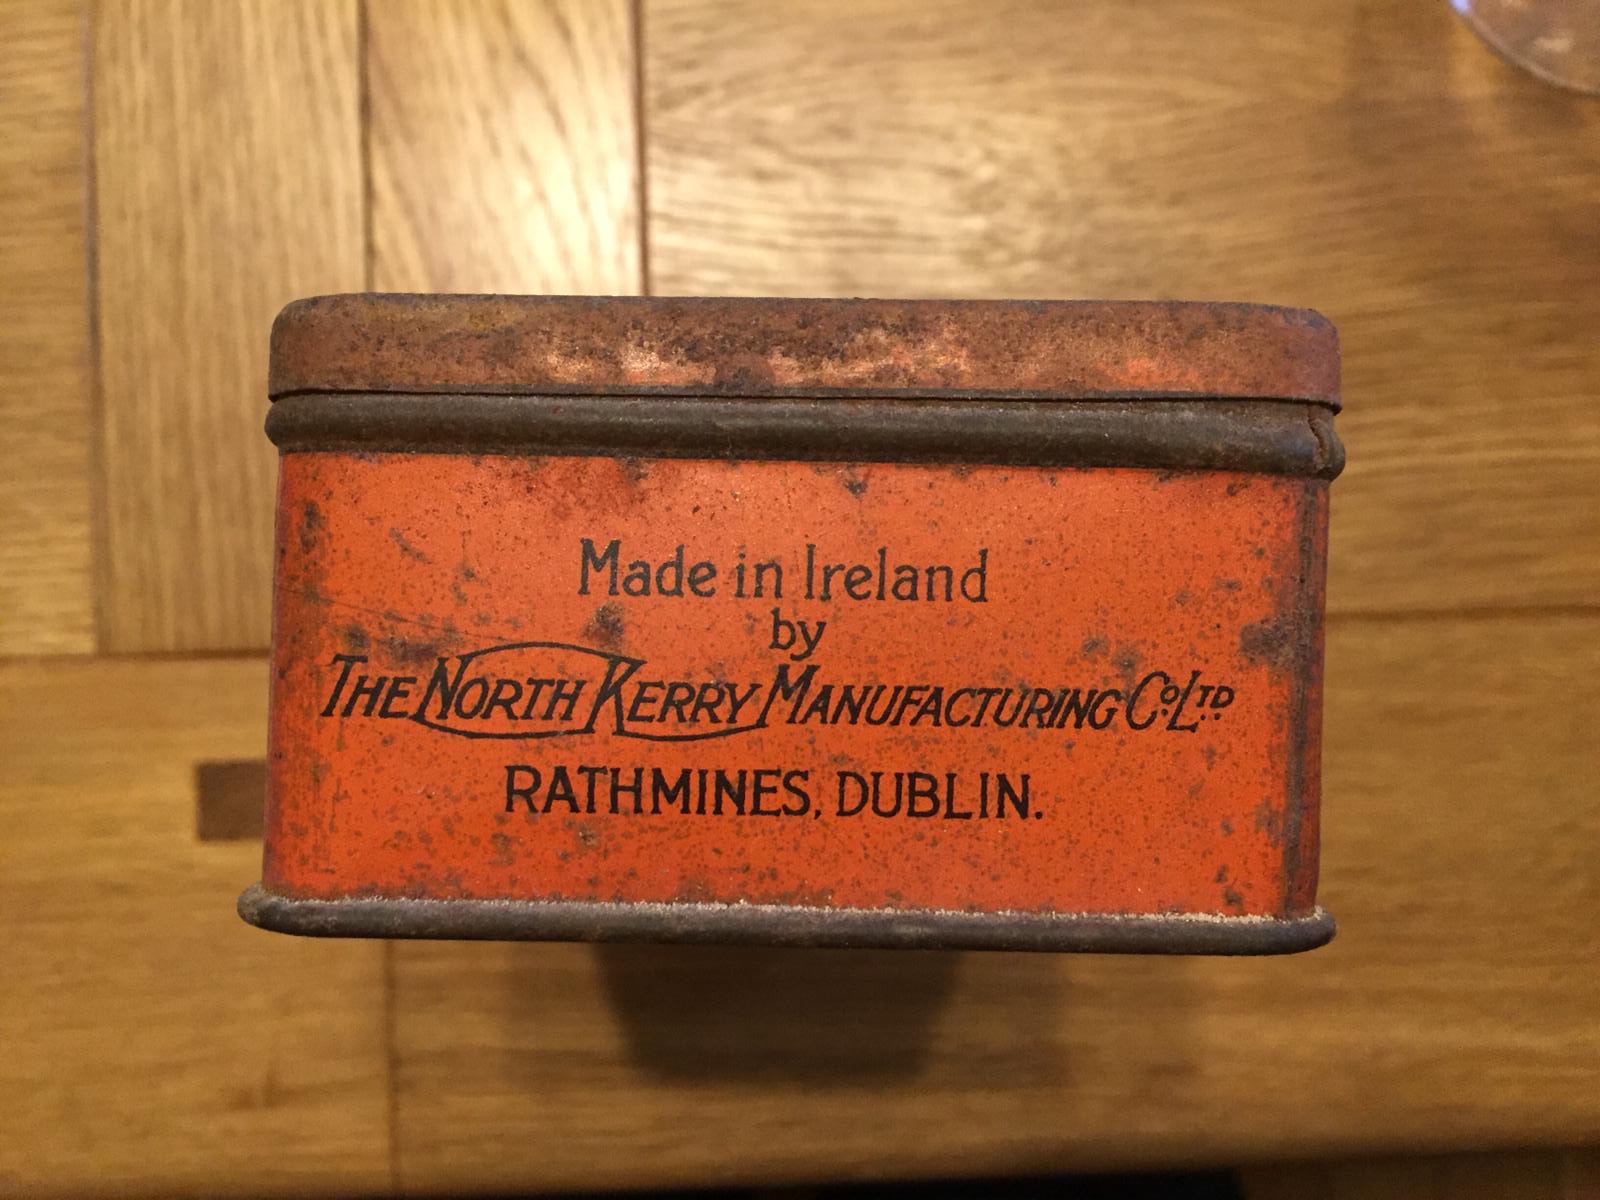 Made in Ireland
by
THE NORTH KERRY MANUFACTURING Co. LTD.
RATHMINES, DUBLIN.